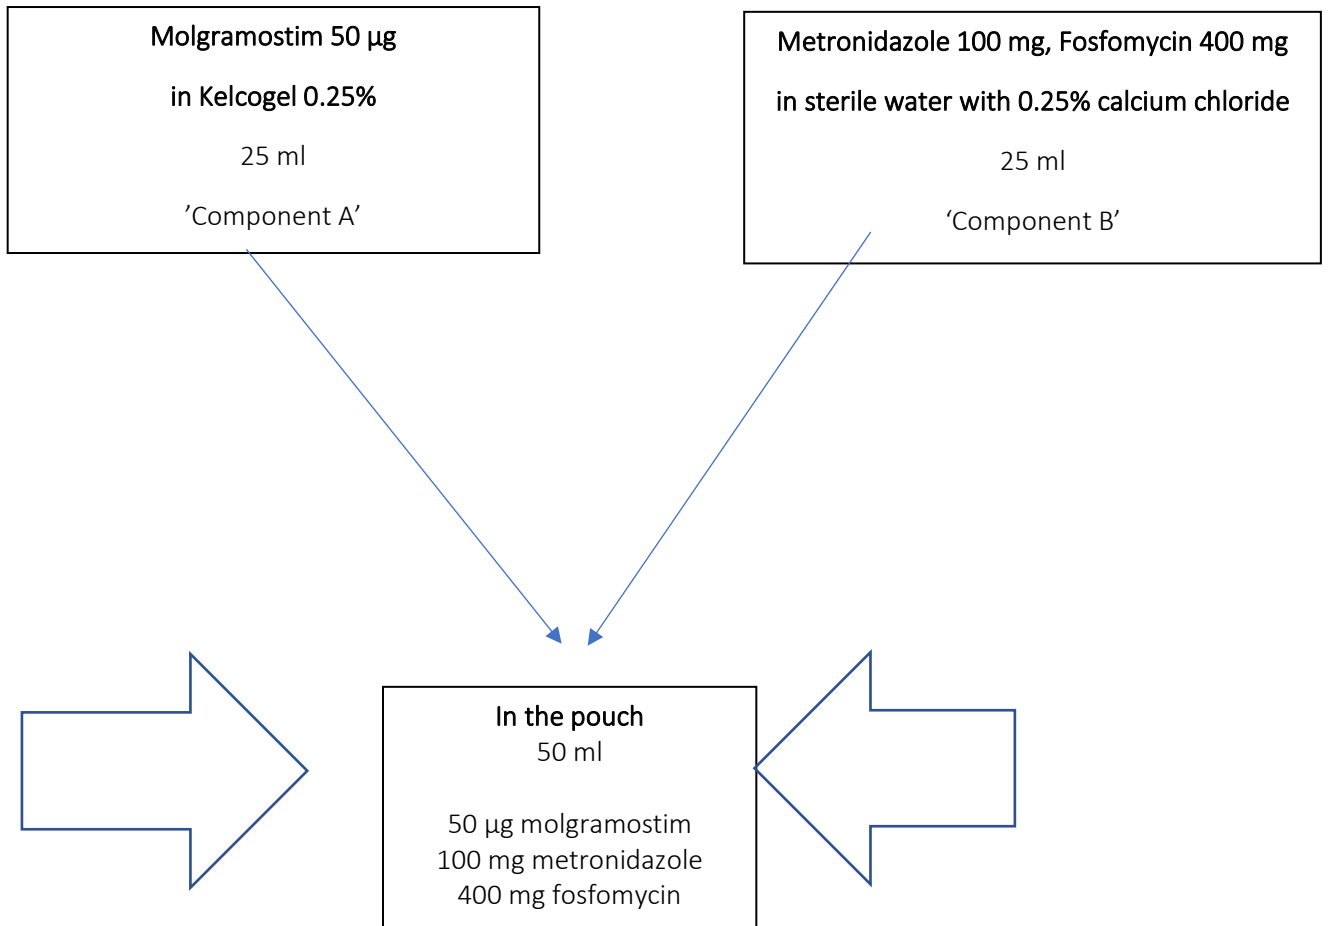 Molgramostim 50 µg
in Kelcogel 0.25%
25 ml
’Component A’
Metronidazole 100 mg, Fosfomycin 400 mg
in sterile water with 0.25% calcium chloride
25 ml
‘Component B’
In the pouch
50 ml
50 µg molgramostim
100 mg metronidazole
400 mg fosfomycin